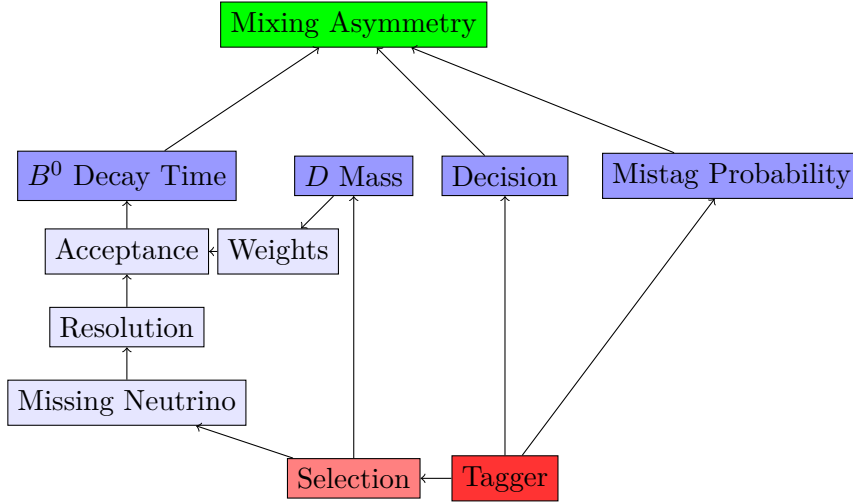 Mixing Asymmetry
B⁰ Decay Time
D Mass
Decision
Mistag Probability
Acceptance
Weights
Resolution
Missing Neutrino
Selection
Tagger